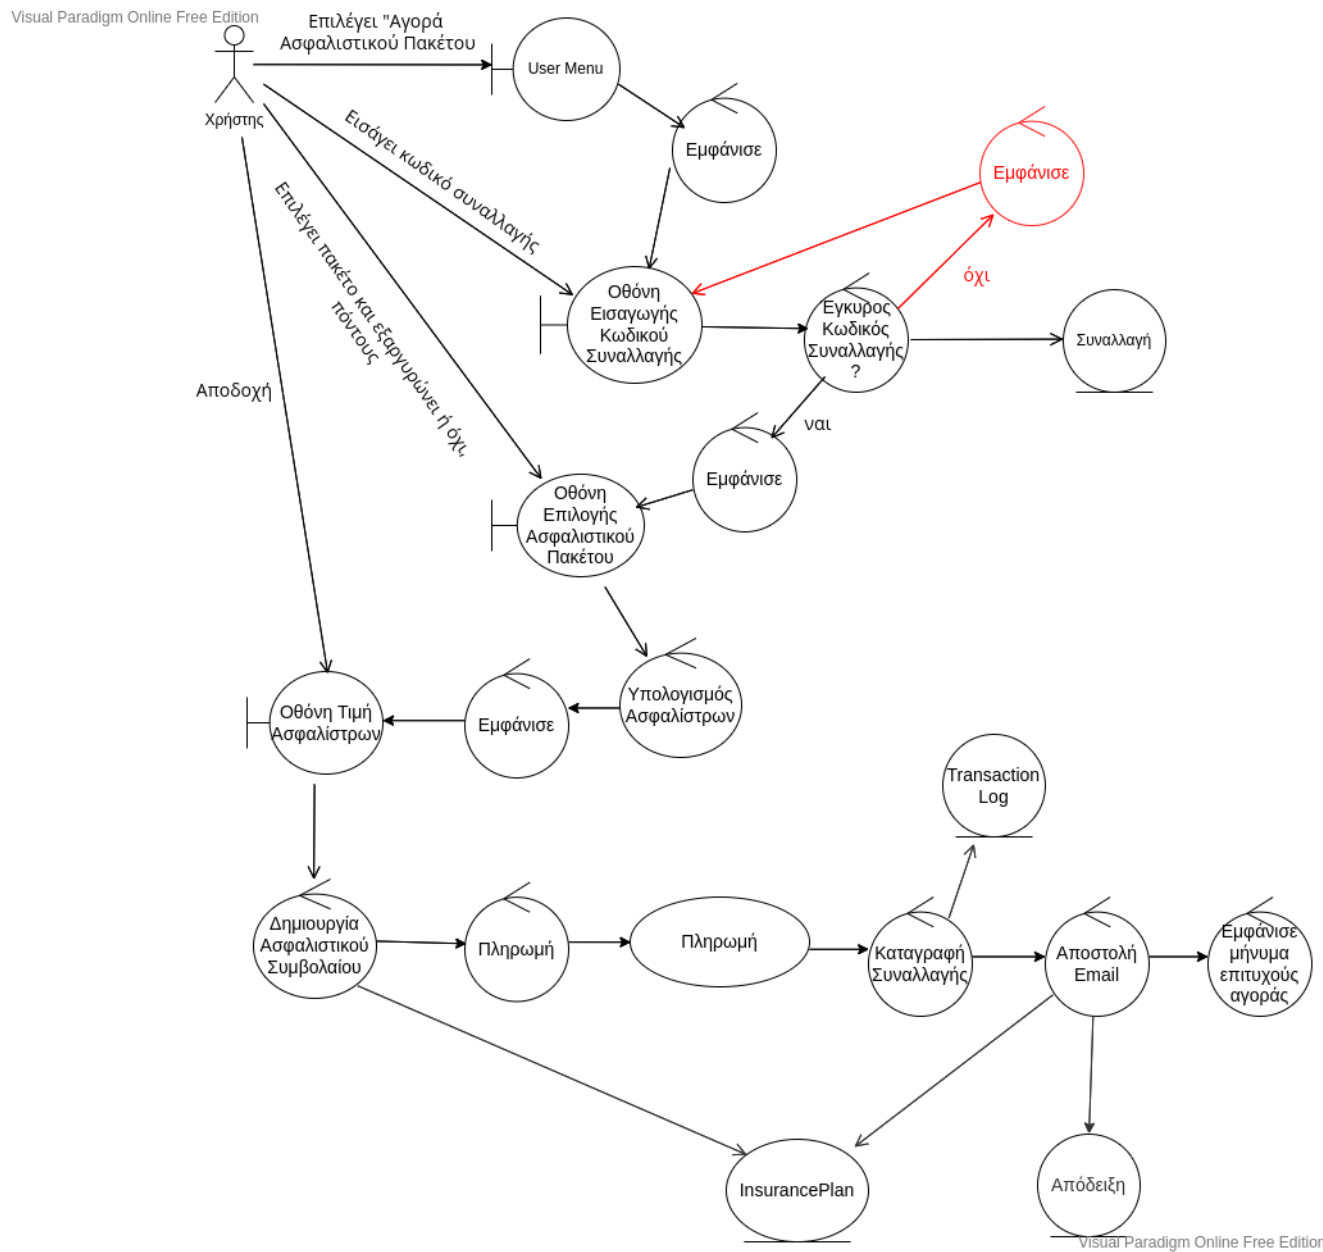 Visual Paradigm Online Free Edition
Επιλέγει "Αγορά
Ασφαλιστικού Πακέτου
User Menu
Χρήστης
Εμφάνισε
Εμφάνισε
Εισάγει κωδικό συναλλαγής
Επιλέγει πακέτο και εξαργυρώνει ή όχι,
πόντους
όχι
Οθόνη
Εισαγωγής
Κωδικού
Συναλλαγής
Εγκυρος
Κωδικός
Συναλλαγής
?
Συναλλαγή
Αποδοχή
ναι
Εμφάνισε
Οθόνη
Επιλογής
Ασφαλιστικού
Πακέτου
Υπολογισμός
Ασφαλίστρων
Εμφάνισε
Οθόνη Τιμή
Ασφαλίστρων
Transaction
Log
Δημιουργία
Ασφαλιστικού
Συμβολαίου
Πληρωμή
Πληρωμή
Καταγραφή
Συναλλαγής
Αποστολή
Email
Εμφάνισε
μήνυμα
επιτυχούς
αγοράς
InsurancePlan
Απόδειξη
Visual Paradigm Online Free Edition